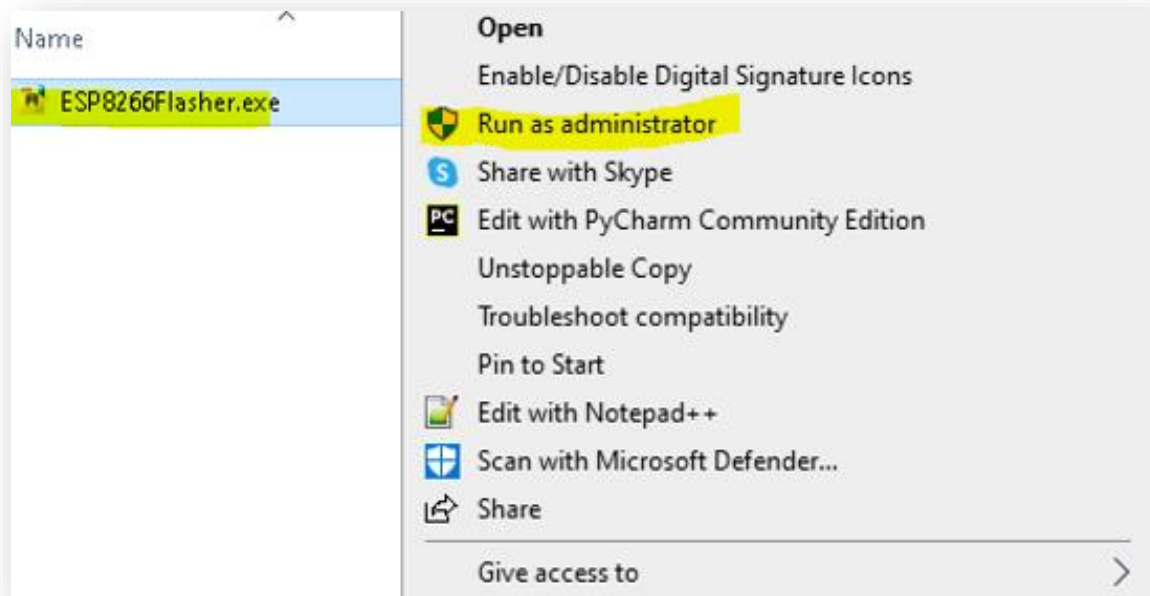 Name
ESP8266Flasher.exe
Open
Enable/Disable Digital Signature Icons
Run as administrator
S
Share with Skype
PC
Edit with PyCharm Community Edition
Unstoppable Copy
Troubleshoot compatibility
Pin to Start
Edit with Notepad++
Scan with Microsoft Defender...
Share
Give access to